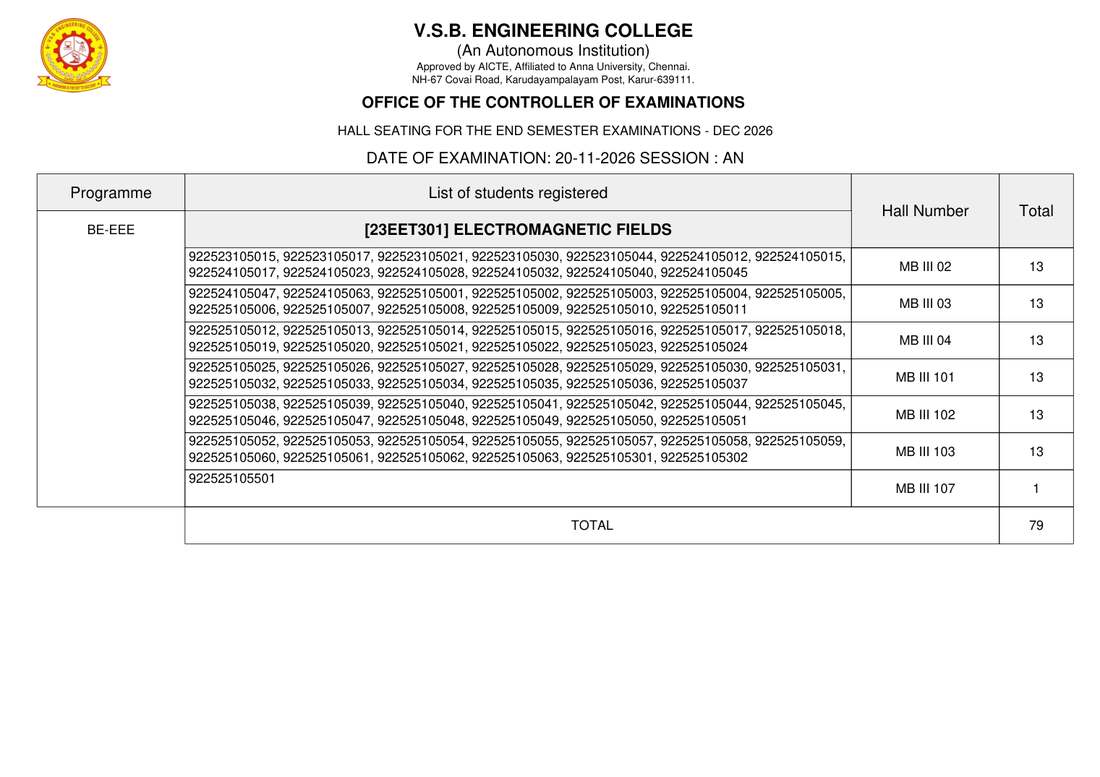 V.S.B. ENGINEERING COLLEGE
(An Autonomous Institution)
Approved by AICTE, Affiliated to Anna University, Chennai.
NH-67 Covai Road, Karudayampalayam Post, Karur-639111.
OFFICE OF THE CONTROLLER OF EXAMINATIONS
HALL SEATING FOR THE END SEMESTER EXAMINATIONS - DEC 2026
DATE OF EXAMINATION: 20-11-2026 SESSION : AN
Programme List of students registered Hall Number Total
BE-EEE [23EET301] ELECTROMAGNETIC FIELDS
922523105015, 922523105017, 922523105021, 922523105030, 922523105044, 922524105012, 922524105015,
922524105017, 922524105023, 922524105028, 922524105032, 922524105040, 922524105045
MB III 02 13
922524105047, 922524105063, 922525105001, 922525105002, 922525105003, 922525105004, 922525105005,
922525105006, 922525105007, 922525105008, 922525105009, 922525105010, 922525105011
MB III 03 13
922525105012, 922525105013, 922525105014, 922525105015, 922525105016, 922525105017, 922525105018,
922525105019, 922525105020, 922525105021, 922525105022, 922525105023, 922525105024
MB III 04 13
922525105025, 922525105026, 922525105027, 922525105028, 922525105029, 922525105030, 922525105031,
922525105032, 922525105033, 922525105034, 922525105035, 922525105036, 922525105037
MB III 101 13
922525105038, 922525105039, 922525105040, 922525105041, 922525105042, 922525105044, 922525105045,
922525105046, 922525105047, 922525105048, 922525105049, 922525105050, 922525105051
MB III 102 13
922525105052, 922525105053, 922525105054, 922525105055, 922525105057, 922525105058, 922525105059,
922525105060, 922525105061, 922525105062, 922525105063, 922525105301, 922525105302
MB III 103 13
922525105501
MB III 107 1
TOTAL 79